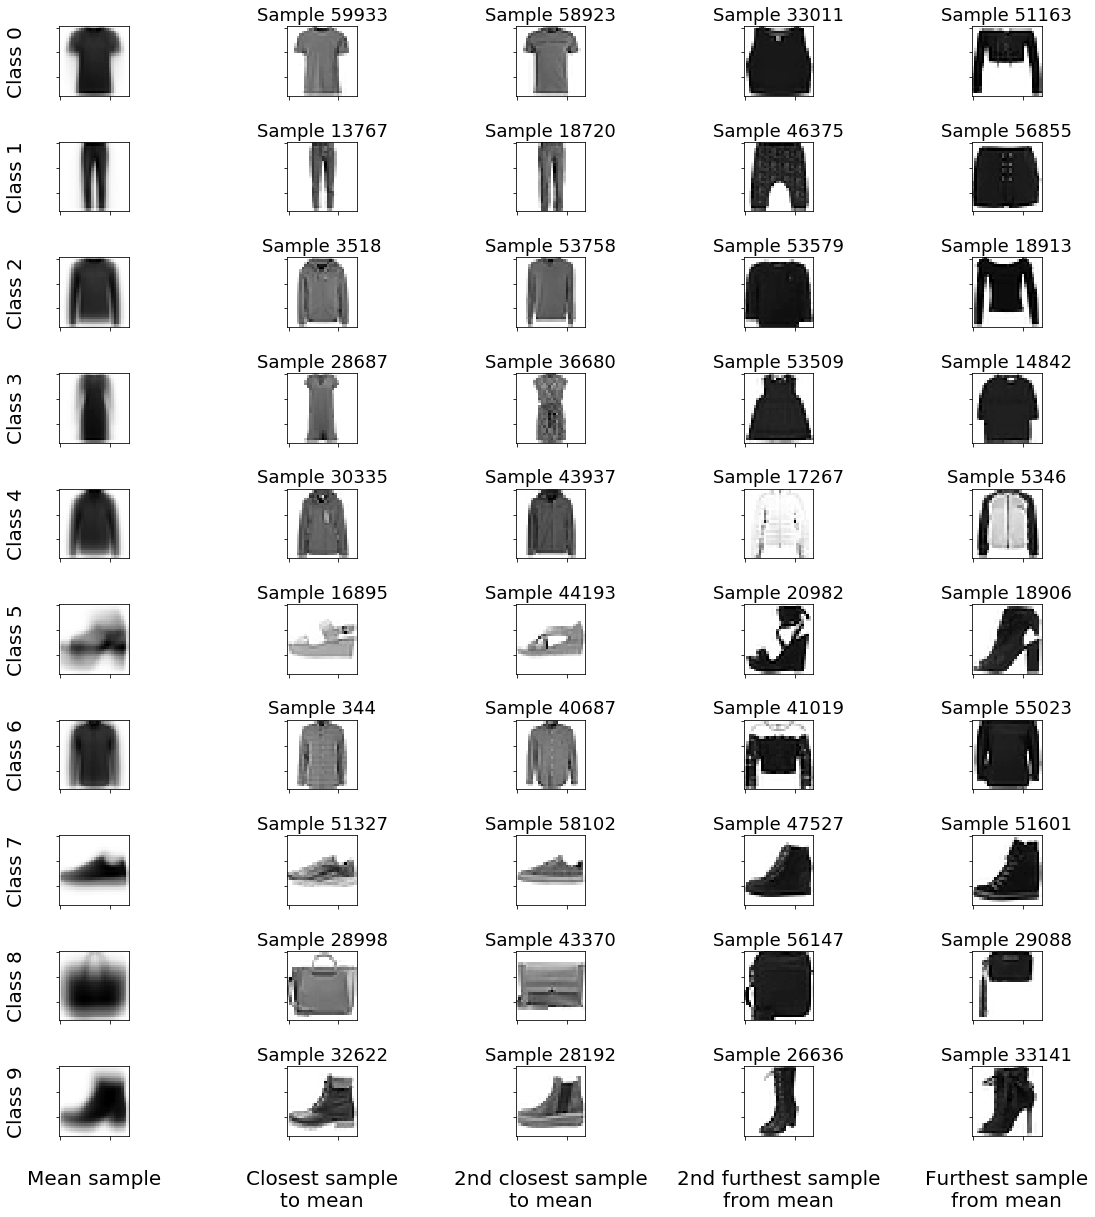 Class 0
Sample 59933
Sample 58923
Sample 33011
Sample 51163
Class 1
Sample 13767
Sample 18720
Sample 46375
Sample 56855
Class 2
Sample 3518
Sample 53758
Sample 53579
Sample 18913
Class 3
Sample 28687
Sample 36680
Sample 53509
Sample 14842
Class 4
Sample 30335
Sample 43937
Sample 17267
Sample 5346
Class 5
Sample 16895
Sample 44193
Sample 20982
Sample 18906
Class 6
Sample 344
Sample 40687
Sample 41019
Sample 55023
Class 7
Sample 51327
Sample 58102
Sample 47527
Sample 51601
Class 8
Sample 28998
Sample 43370
Sample 56147
Sample 29088
Class 9
Sample 32622
Sample 28192
Sample 26636
Sample 33141
Mean sample
Closest sample
to mean
2nd closest sample
to mean
2nd furthest sample
from mean
Furthest sample
from mean